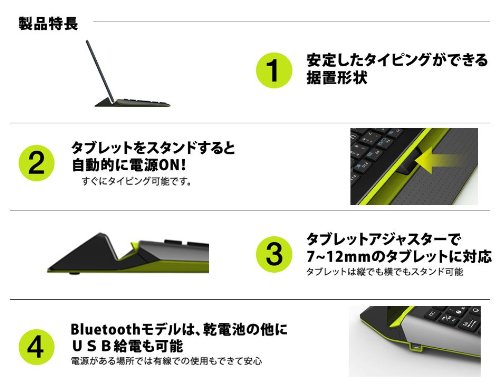 製品特長
1
安定したタイピングができる
据置形状
2
タブレットをスタンドすると
自動的に電源ON!
すぐにタイピング可能です。
3
タブレットアジャスターで
7~12mmのタブレットに対応
タブレットは縦でも横でもスタンド可能
4
Bluetoothモデルは、乾電池の他に
ＵＳＢ給電も可能
電源がある場所では有線での使用もできて安心